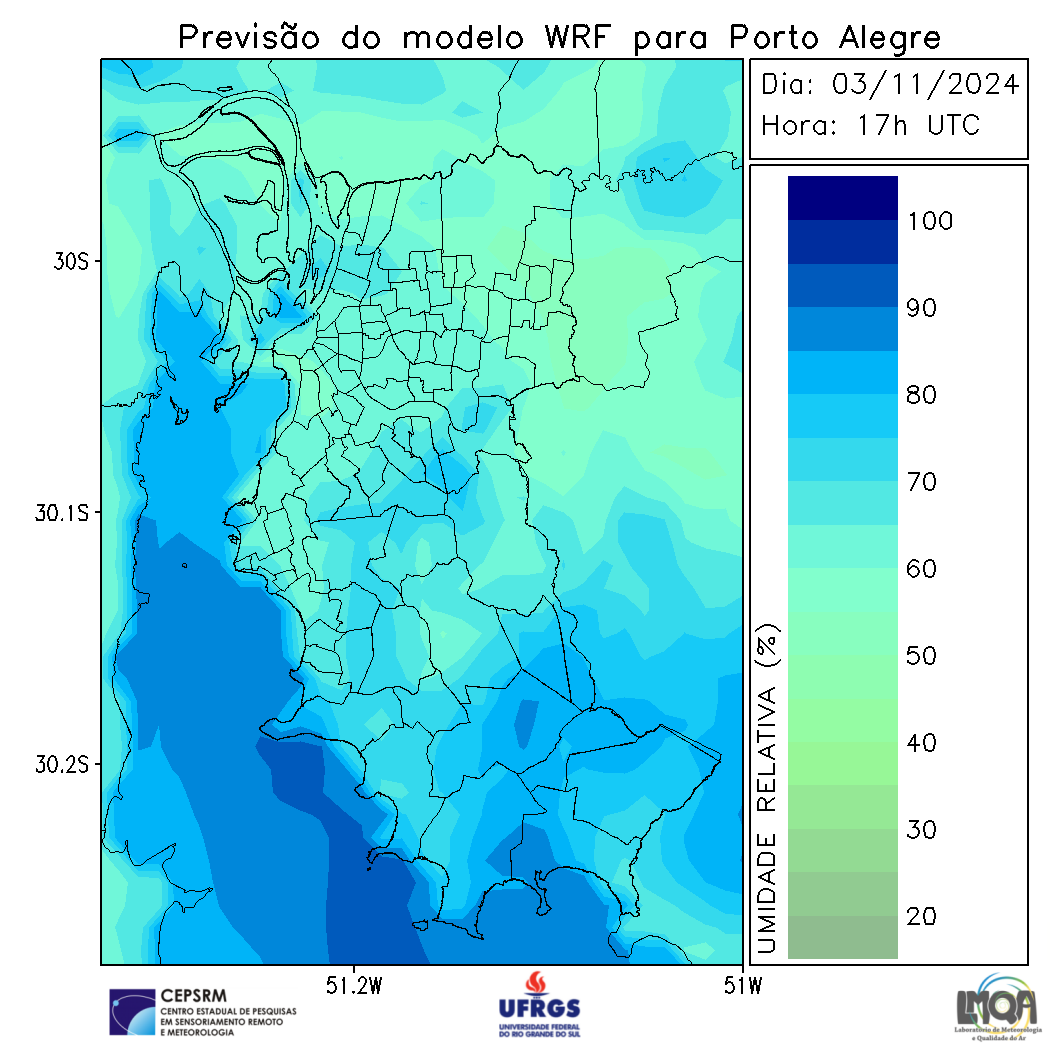 Previsão do modelo WRF para Porto Alegre
Dia: 03/11/2024
Hora: 17h UTC
30S
30.1S
30.2S
51.2W
51W
UMIDADE RELATIVA (%)
100
90
80
70
60
50
40
30
20
CEPSRM
CENTRO ESTADUAL DE PESQUISAS
EM SENSORIAMENTO REMOTO
E METEOROLOGIA
UFRGS
UNIVERSIDADE FEDERAL
DO RIO GRANDE DO SUL
LMQA
Laboratório de Meteorologia
e Qualidade do Ar